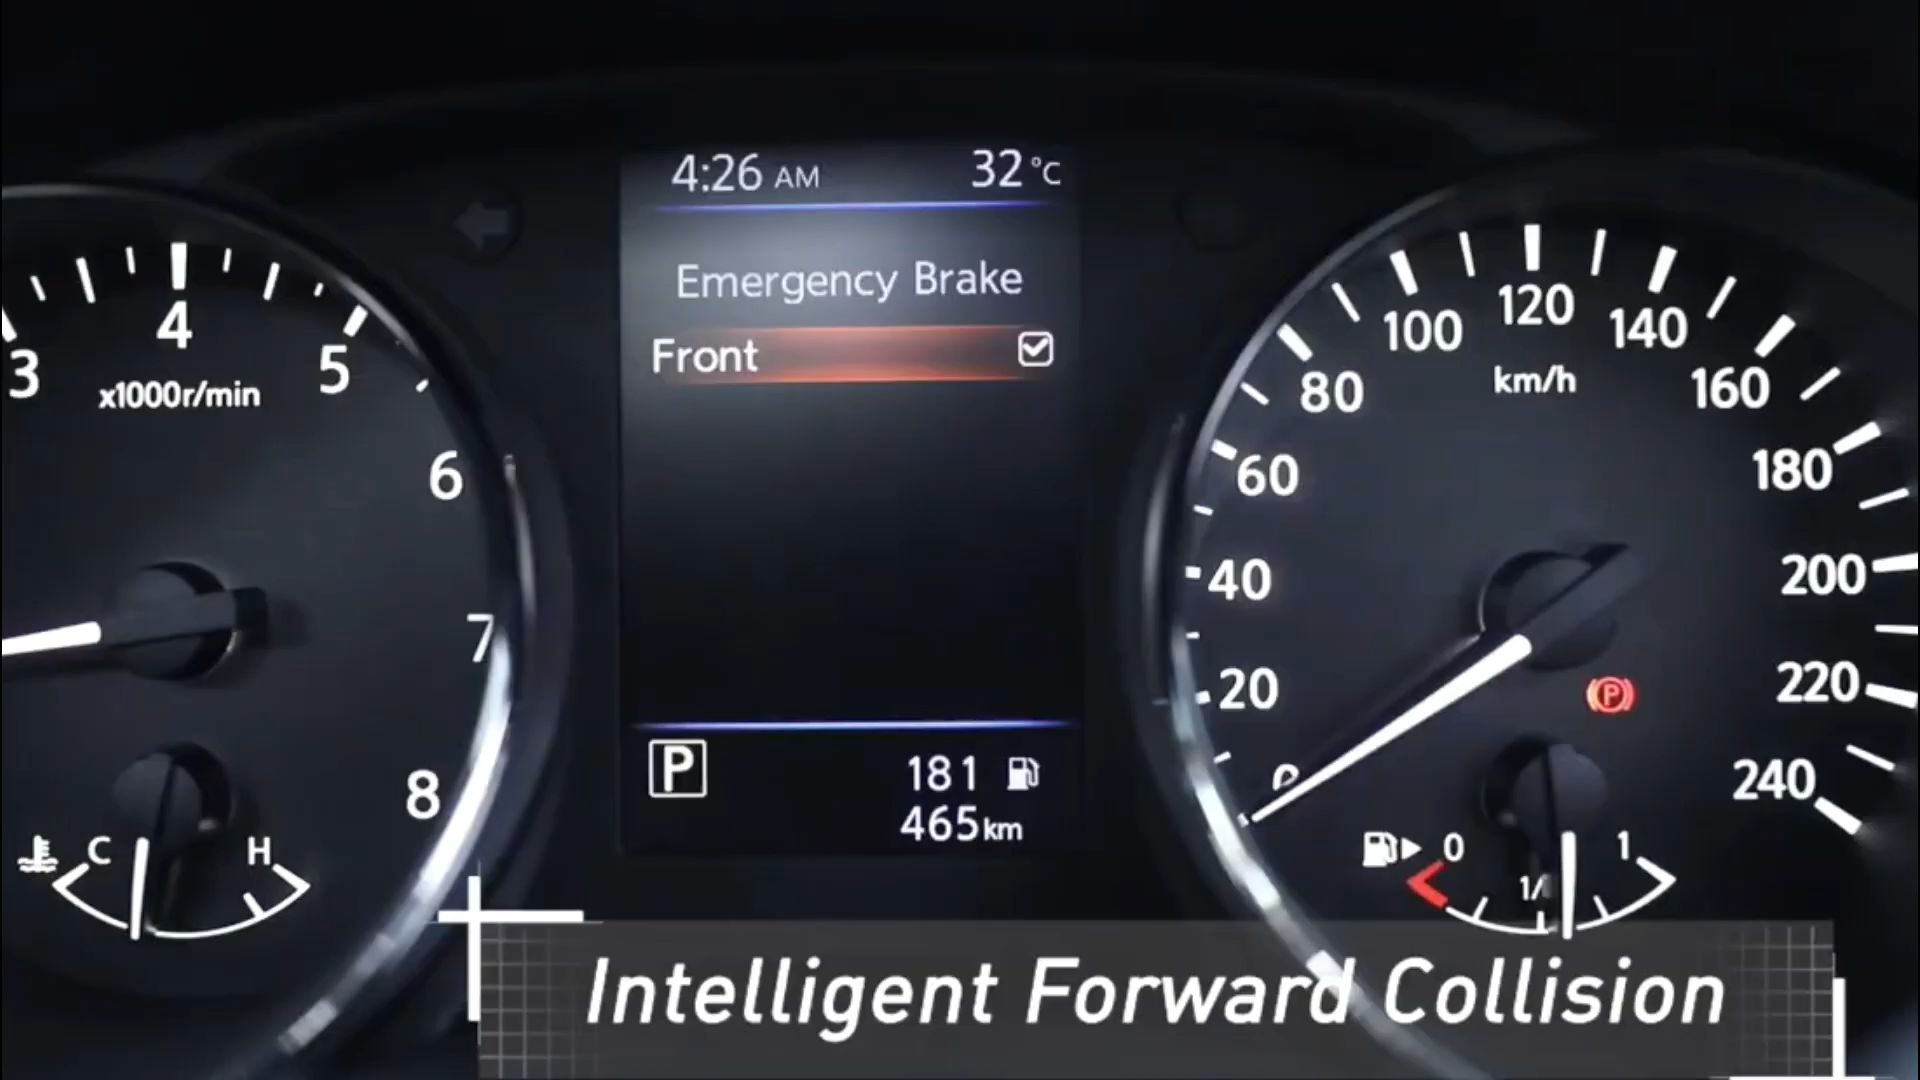 4:26 AM 32 °C
Emergency Brake
Front
3 4 5 6 7 8
x1000r/min
C H
20 40 60 80 100 120 140 160 180 200 220 240
km/h
P
P
181
465km
0 1/ 1
Intelligent Forward Collision